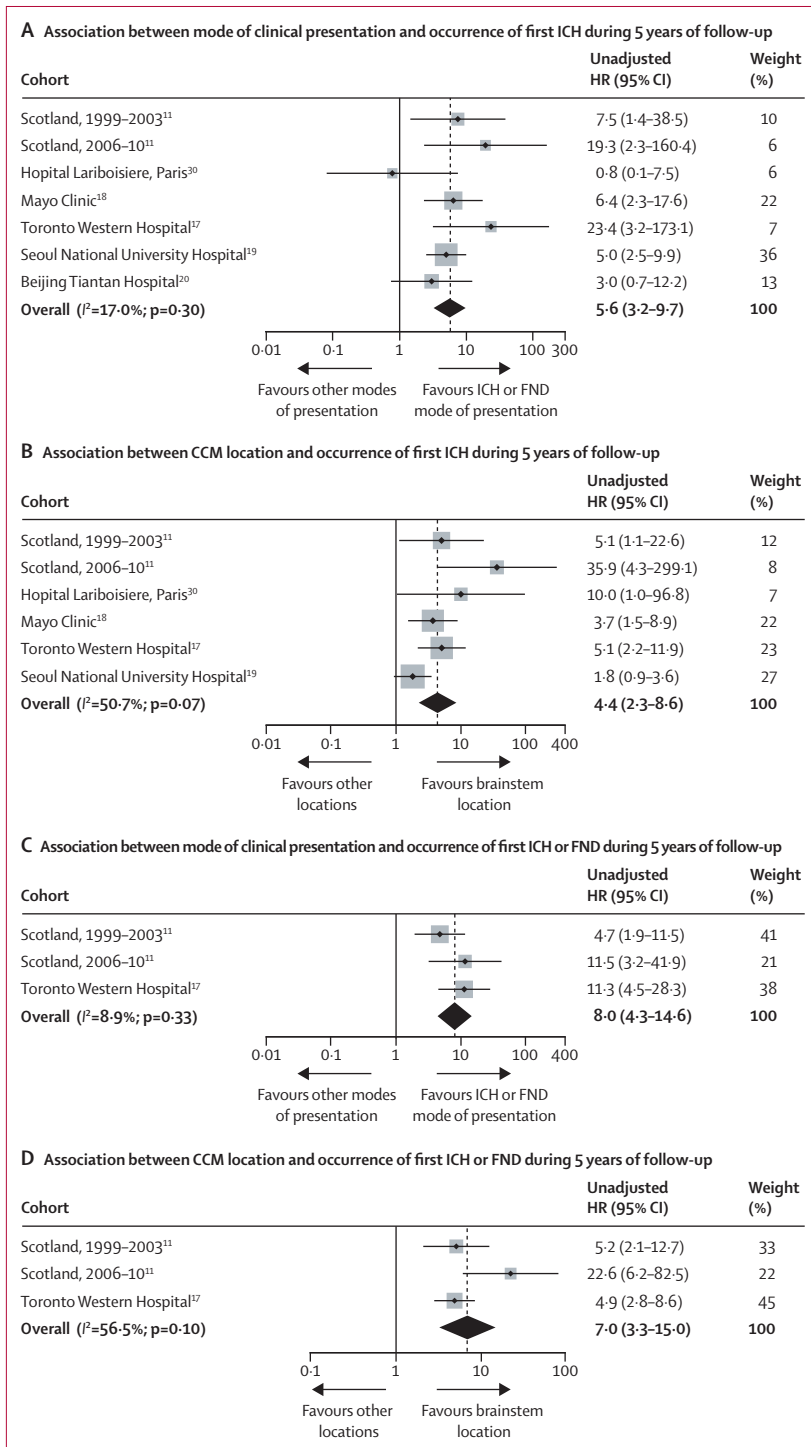 A Association between mode of clinical presentation and occurrence of first ICH during 5 years of follow-up
Cohort Unadjusted HR (95% CI) Weight (%)
Scotland, 1999–2003¹¹ 7·5 (1·4–38·5) 10
Scotland, 2006–10¹¹ 19·3 (2·3–160·4) 6
Hopital Lariboisiere, Paris³⁰ 0·8 (0·1–7·5) 6
Mayo Clinic¹⁸ 6·4 (2·3–17·6) 22
Toronto Western Hospital¹⁷ 23·4 (3·2–173·1) 7
Seoul National University Hospital¹⁹ 5·0 (2·5–9·9) 36
Beijing Tiantan Hospital²⁰ 3·0 (0·7–12·2) 13
Overall (I²=17·0%; p=0·30) 5·6 (3·2–9·7) 100
0·01 0·1 1 10 100 300
Favours other modes of presentation
Favours ICH or FND mode of presentation
B Association between CCM location and occurrence of first ICH during 5 years of follow-up
Cohort Unadjusted HR (95% CI) Weight (%)
Scotland, 1999–2003¹¹ 5·1 (1·1–22·6) 12
Scotland, 2006–10¹¹ 35·9 (4·3–299·1) 8
Hopital Lariboisiere, Paris³⁰ 10·0 (1·0–96·8) 7
Mayo Clinic¹⁸ 3·7 (1·5–8·9) 22
Toronto Western Hospital¹⁷ 5·1 (2·2–11·9) 23
Seoul National University Hospital¹⁹ 1·8 (0·9–3·6) 27
Overall (I²=50·7%; p=0·07) 4·4 (2·3–8·6) 100
0·01 0·1 1 10 100 400
Favours other locations
Favours brainstem location
C Association between mode of clinical presentation and occurrence of first ICH or FND during 5 years of follow-up
Cohort Unadjusted HR (95% CI) Weight (%)
Scotland, 1999–2003¹¹ 4·7 (1·9–11·5) 41
Scotland, 2006–10¹¹ 11·5 (3·2–41·9) 21
Toronto Western Hospital¹⁷ 11·3 (4·5–28·3) 38
Overall (I²=8·9%; p=0·33) 8·0 (4·3–14·6) 100
0·01 0·1 1 10 100 400
Favours other modes of presentation
Favours ICH or FND mode of presentation
D Association between CCM location and occurrence of first ICH or FND during 5 years of follow-up
Cohort Unadjusted HR (95% CI) Weight (%)
Scotland, 1999–2003¹¹ 5·2 (2·1–12·7) 33
Scotland, 2006–10¹¹ 22·6 (6·2–82·5) 22
Toronto Western Hospital¹⁷ 4·9 (2·8–8·6) 45
Overall (I²=56·5%; p=0·10) 7·0 (3·3–15·0) 100
0·1 1 10 100
Favours other locations
Favours brainstem location